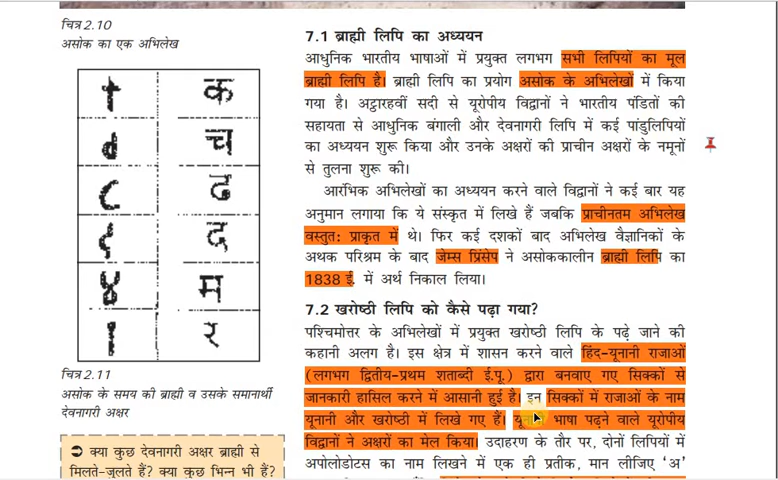 चित्र 2.10
असोक का एक अभिलेख
क
च
ढ
द
म
र
चित्र 2.11
असोक के समय की ब्राह्मी व उसके समानार्थी
देवनागरी अक्षर
➲ क्या कुछ देवनागरी अक्षर ब्राह्मी से
मिलते-जुलते हैं? क्या कुछ भिन्न भी हैं?
7.1 ब्राह्मी लिपि का अध्ययन
आधुनिक भारतीय भाषाओं में प्रयुक्त लगभग सभी लिपियों का मूल
ब्राह्मी लिपि है। ब्राह्मी लिपि का प्रयोग असोक के अभिलेखों में किया
गया है। अट्ठारहवीं सदी से यूरोपीय विद्वानों ने भारतीय पंडितों की
सहायता से आधुनिक बंगाली और देवनागरी लिपि में कई पांडुलिपियों
का अध्ययन शुरू किया और उनके अक्षरों की प्राचीन अक्षरों के नमूनों
से तुलना शुरू की।
आरंभिक अभिलेखों का अध्ययन करने वाले विद्वानों ने कई बार यह
अनुमान लगाया कि ये संस्कृत में लिखे हैं जबकि प्राचीनतम अभिलेख
वस्तुत: प्राकृत में थे। फिर कई दशकों बाद अभिलेख वैज्ञानिकों के
अथक परिश्रम के बाद जेम्स प्रिंसेप ने असोककालीन ब्राह्मी लिपि का
1838 ई. में अर्थ निकाल लिया।
7.2 खरोष्ठी लिपि को कैसे पढ़ा गया?
पश्चिमोत्तर के अभिलेखों में प्रयुक्त खरोष्ठी लिपि के पढ़े जाने की
कहानी अलग है। इस क्षेत्र में शासन करने वाले हिंद-यूनानी राजाओं
(लगभग द्वितीय-प्रथम शताब्दी ई.पू.) द्वारा बनवाए गए सिक्कों से
जानकारी हासिल करने में आसानी हुई है। इन सिक्कों में राजाओं के नाम
यूनानी और खरोष्ठी में लिखे गए हैं। यूनानी भाषा पढ़ने वाले यूरोपीय
विद्वानों ने अक्षरों का मेल किया। उदाहरण के तौर पर, दोनों लिपियों में
अपोलोडोटस का नाम लिखने में एक ही प्रतीक, मान लीजिए ‘अ’